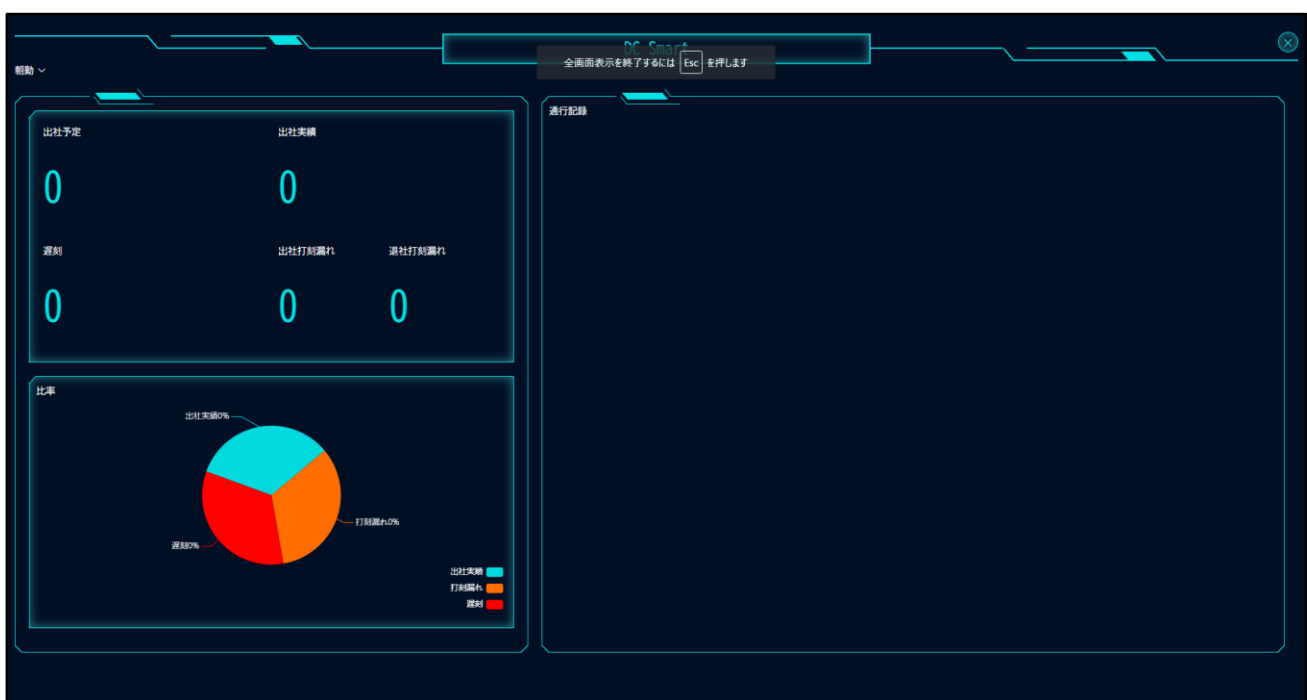 DC Smart
全画面表示を終了するには Esc を押します
朝勤
出社予定
出社実績
0
0
遅刻
出社打刻漏れ
退社打刻漏れ
0
0
0
比率
出社実績0%
打刻漏れ0%
遅刻0%
出社実績
打刻漏れ
遅刻
通行記録